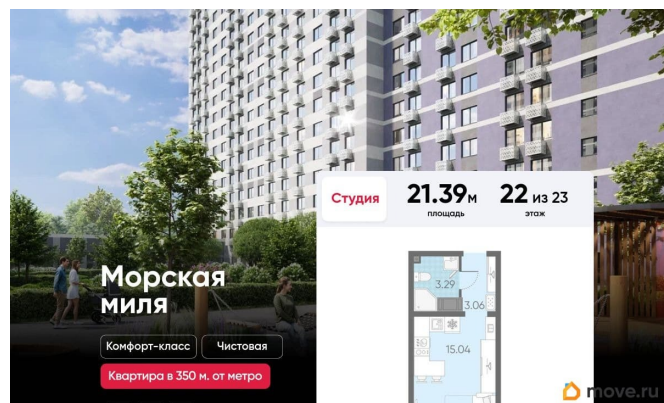 Студия
21.39м
площадь
22 из 23
этаж
3.29
3.06
15.04
Морская
миля
Комфорт-класс
Чистовая
Квартира в 350 м. от метро
move.ru